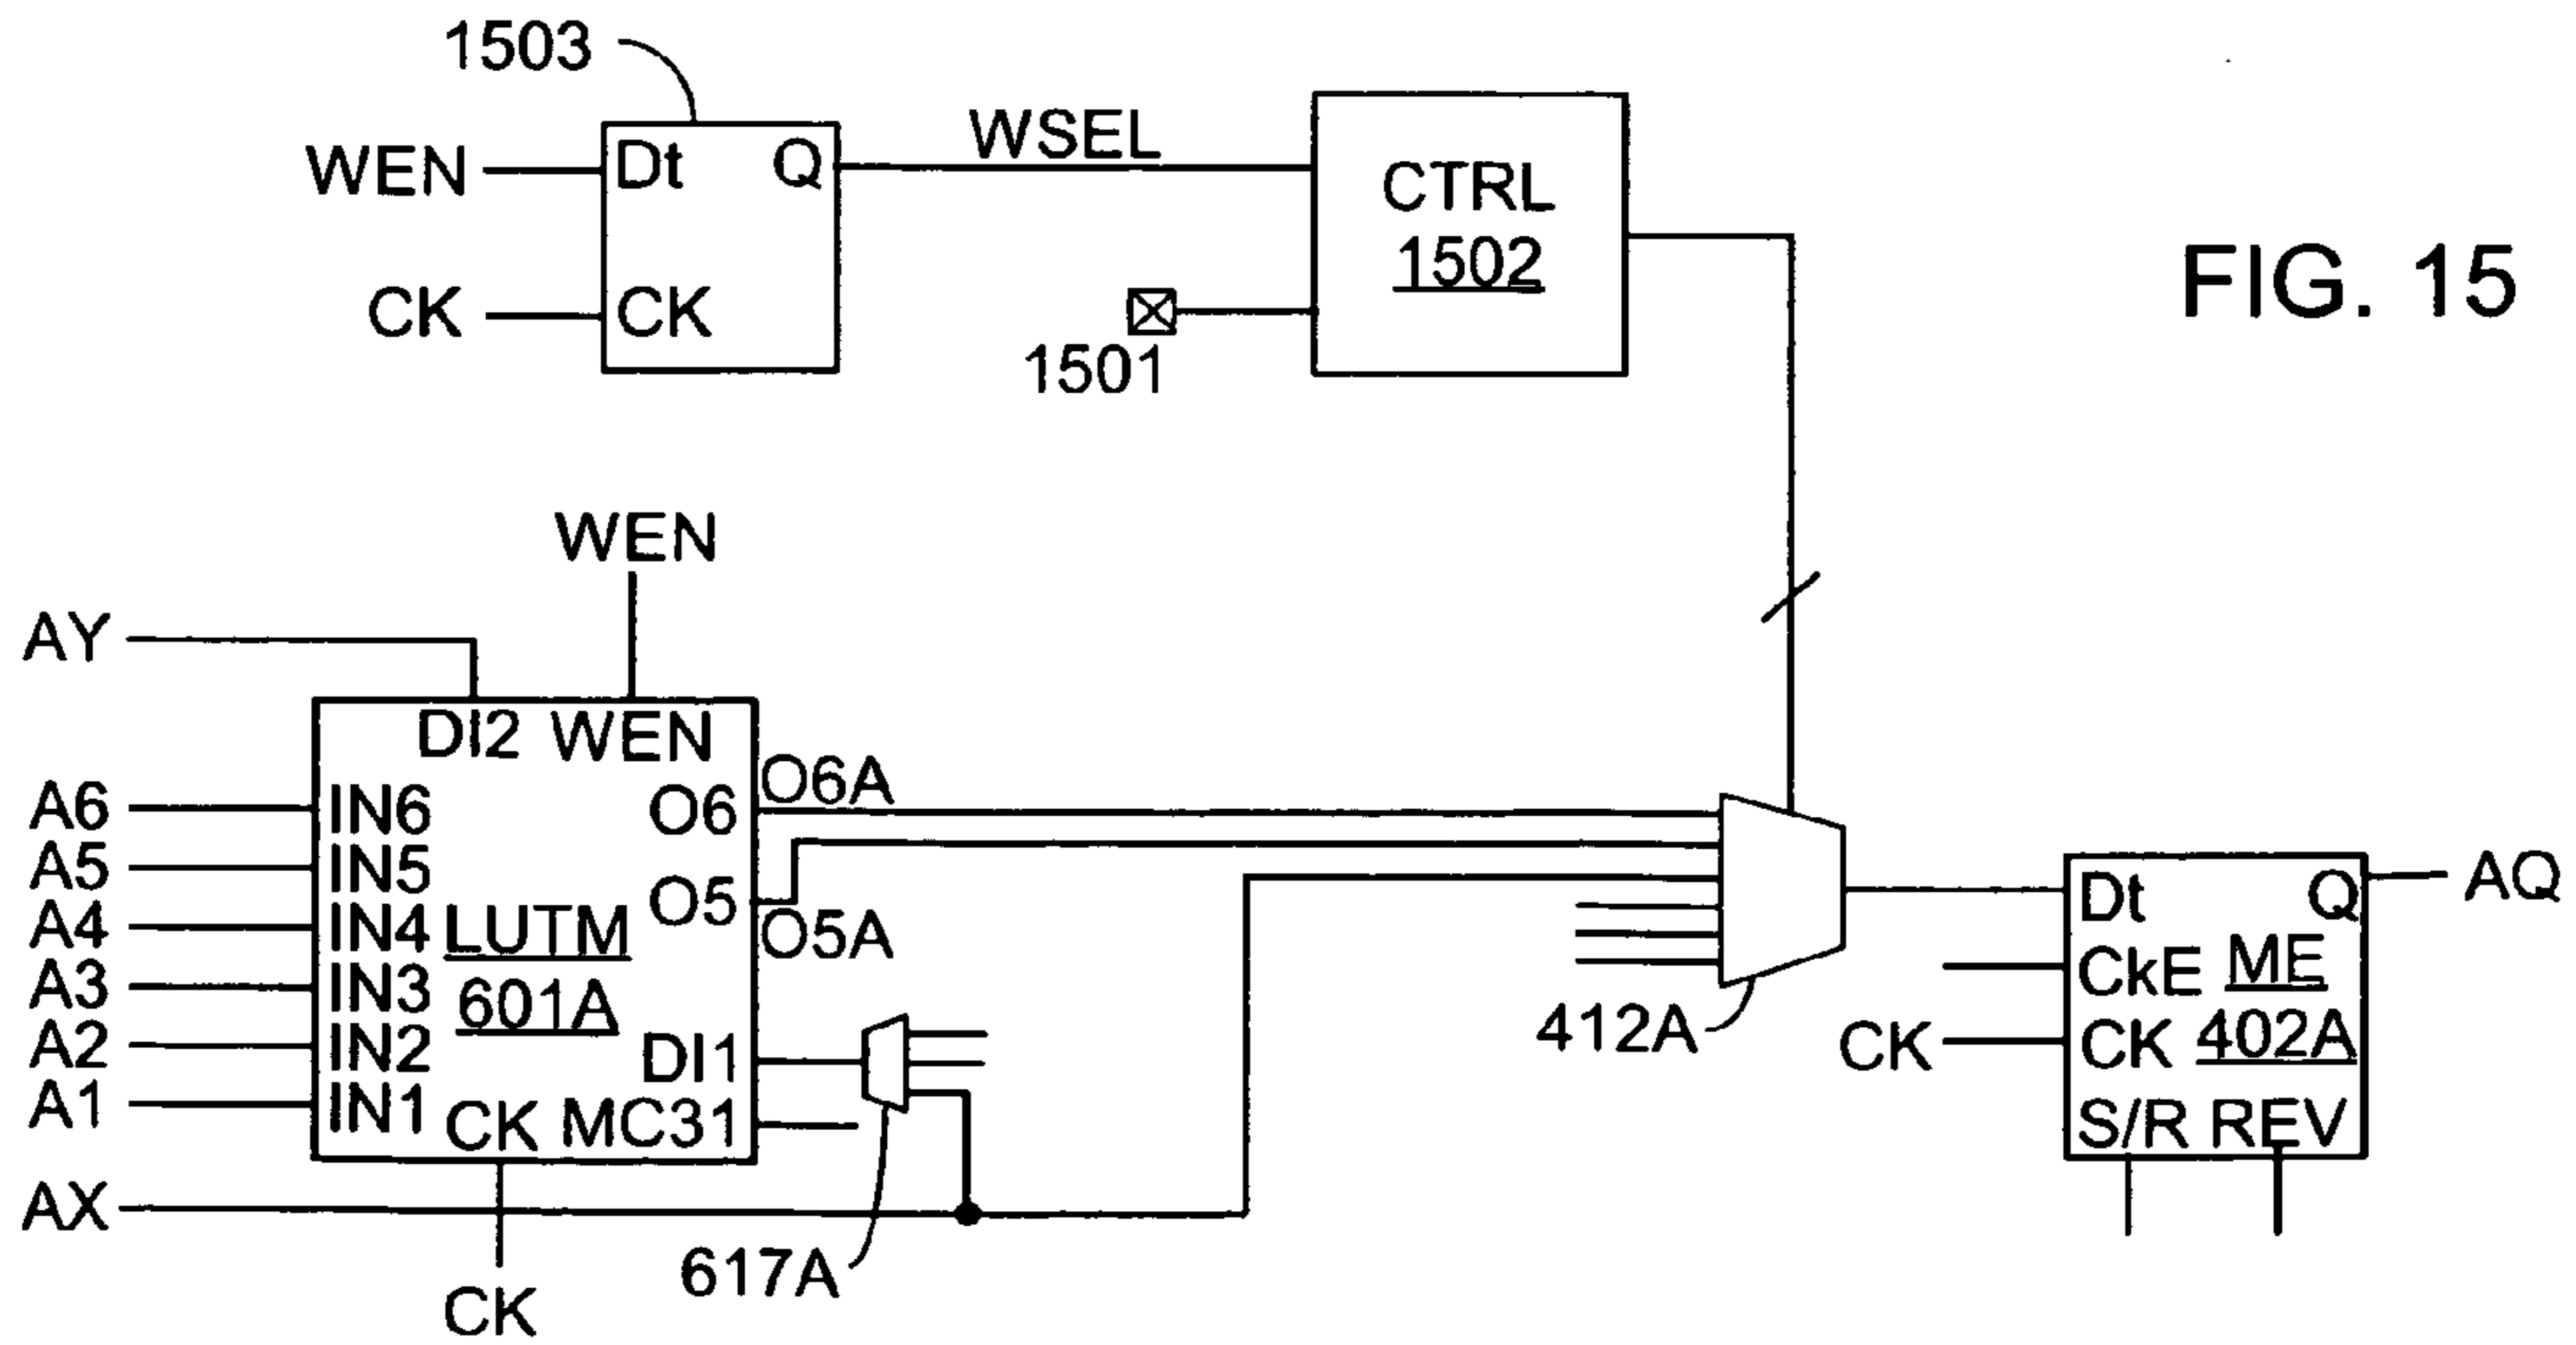 1503
WEN
Dt Q
WSEL
CK
CK
CTRL
1502
1501
FIG. 15
WEN
AY
DI2 WEN
A6
IN6
O6
O6A
A5
IN5
A4
IN4
LUTM
601A
O5
O5A
A3
IN3
A2
IN2
DI1
A1
IN1
CK MC31
AX
CK
617A
412A
Dt Q
AQ
CkE
ME
402A
CK
CK
S/R REV